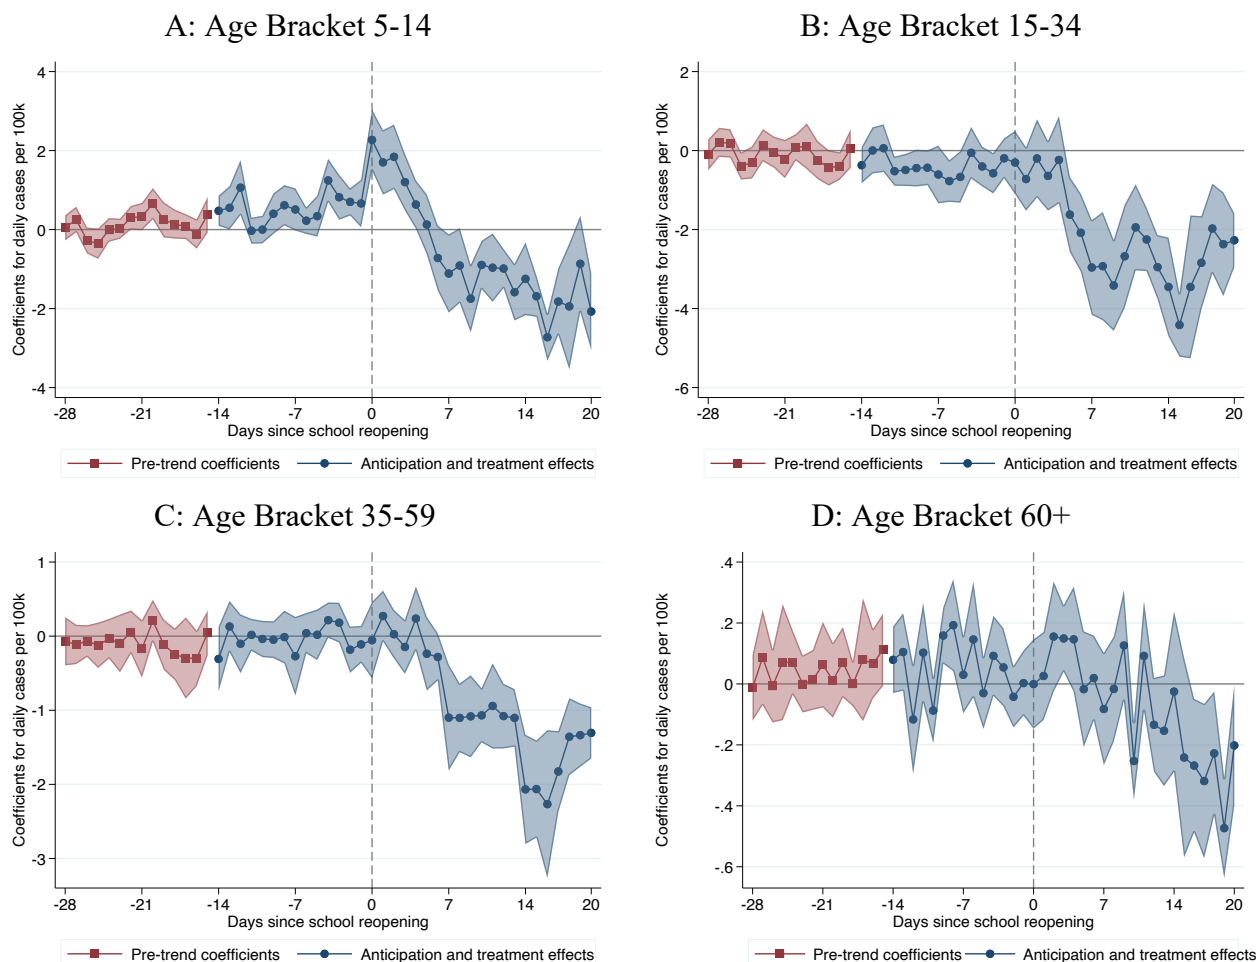 A: Age Bracket 5-14
Coefficients for daily cases per 100k
4
2
0
-2
-4
-28 -21 -14 -7 0 7 14 20
Days since school reopening
Pre-trend coefficients Anticipation and treatment effects
B: Age Bracket 15-34
Coefficients for daily cases per 100k
2
0
-2
-4
-6
-28 -21 -14 -7 0 7 14 20
Days since school reopening
Pre-trend coefficients Anticipation and treatment effects
C: Age Bracket 35-59
Coefficients for daily cases per 100k
1
0
-1
-2
-3
-28 -21 -14 -7 0 7 14 20
Days since school reopening
Pre-trend coefficients Anticipation and treatment effects
D: Age Bracket 60+
Coefficients for daily cases per 100k
.4
.2
0
-.2
-.4
-.6
-28 -21 -14 -7 0 7 14 20
Days since school reopening
Pre-trend coefficients Anticipation and treatment effects